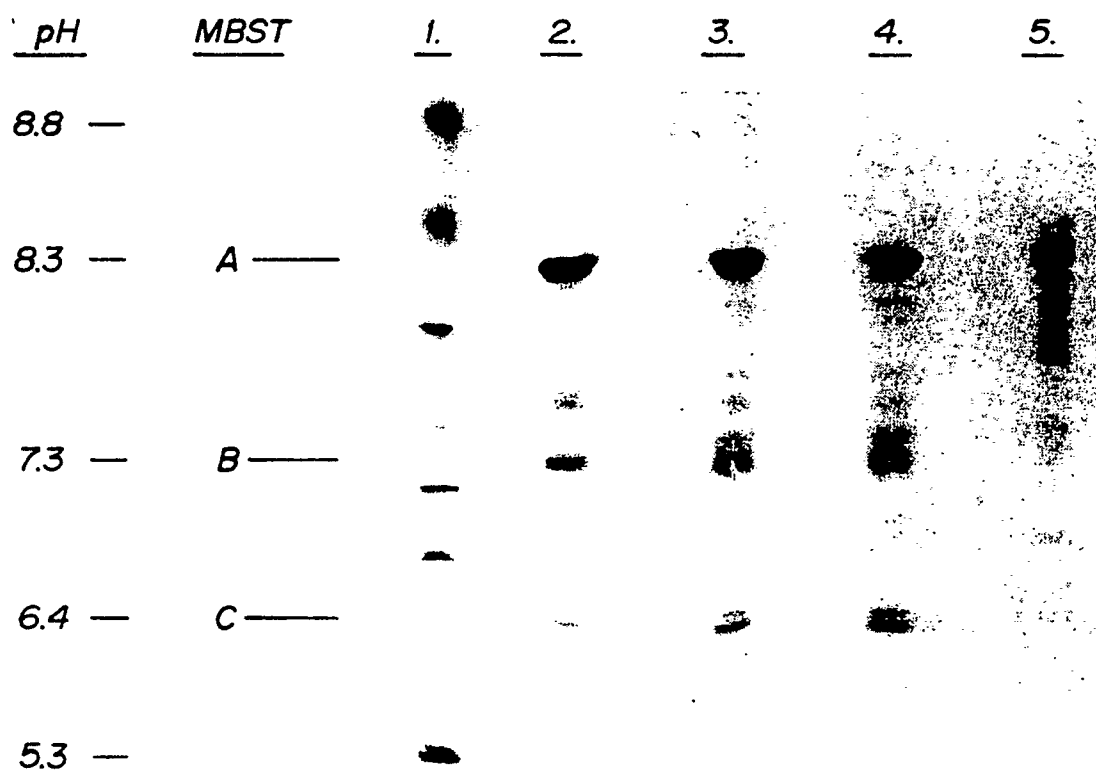 pH MBST 1. 2. 3. 4. 5.
8.8 —
8.3 — A —
7.3 — B —
6.4 — C —
5.3 —